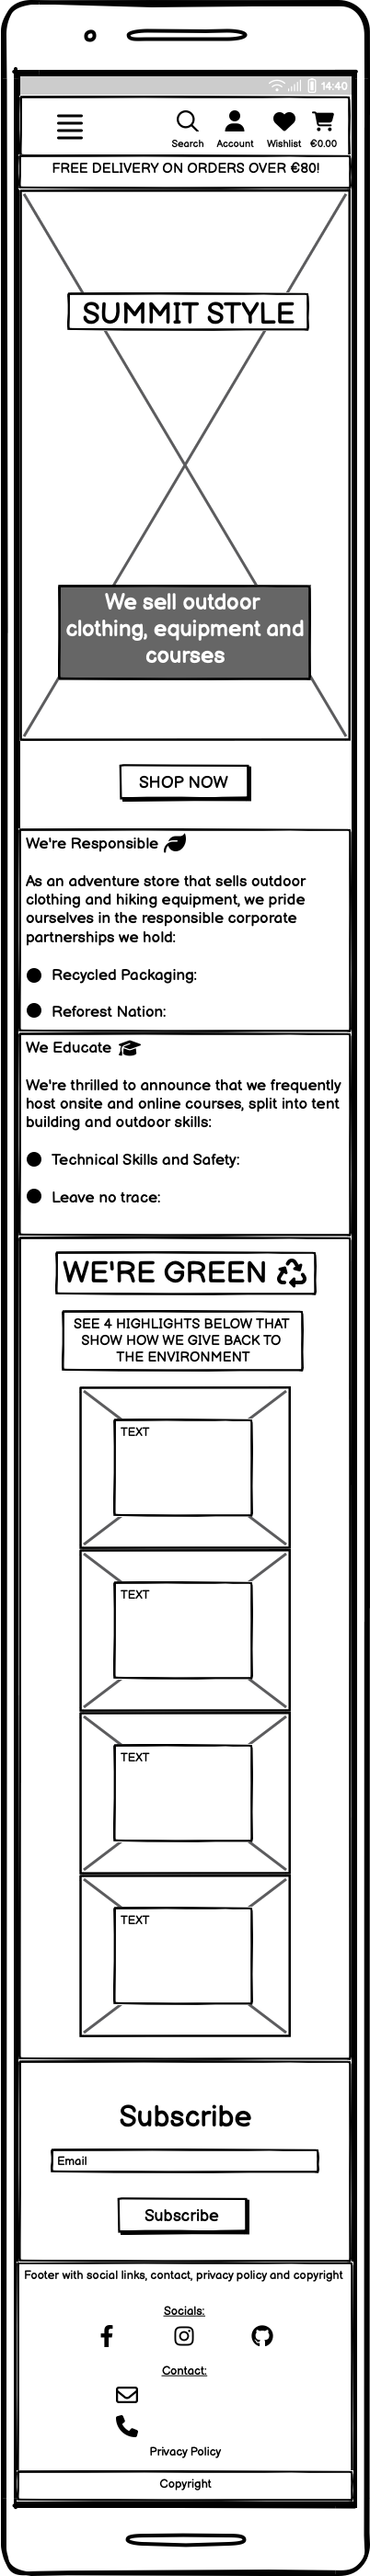 14:40
Search Account Wishlist €0.00
FREE DELIVERY ON ORDERS OVER €80!
SUMMIT STYLE
We sell outdoor
clothing, equipment and
courses
SHOP NOW
We're Responsible
As an adventure store that sells outdoor
clothing and hiking equipment, we pride
ourselves in the responsible corporate
partnerships we hold:
Recycled Packaging:
Reforest Nation:
We Educate
We're thrilled to announce that we frequently
host onsite and online courses, split into tent
building and outdoor skills:
Technical Skills and Safety:
Leave no trace:
WE'RE GREEN
SEE 4 HIGHLIGHTS BELOW THAT
SHOW HOW WE GIVE BACK TO
THE ENVIRONMENT
TEXT
TEXT
TEXT
TEXT
Subscribe
Email
Subscribe
Footer with social links, contact, privacy policy and copyright
Socials:
Contact:
Privacy Policy
Copyright